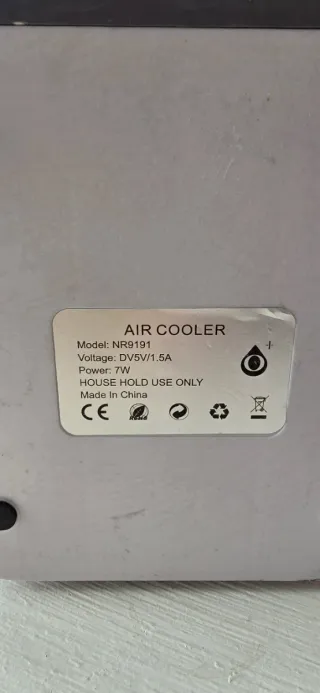 AIR COOLER
Model: NR9191
Voltage: DV5V/1.5A
Power: 7W
HOUSE HOLD USE ONLY
Made In China
CE